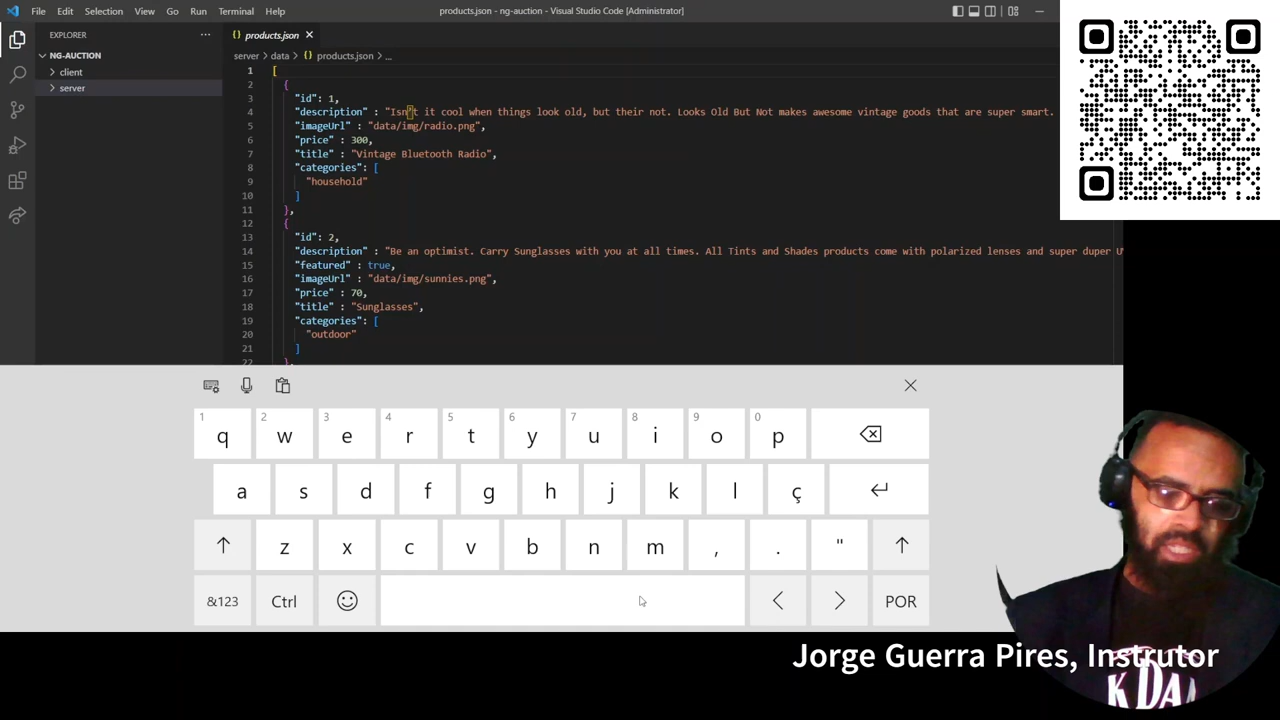 File Edit Selection View Go Run Terminal Help
products.json - ng-auction - Visual Studio Code [Administrator]
EXPLORER ...
NG-AUCTION
client
server
{} products.json
server > data > {} products.json > ...
1 [
2 {
3 "id": 1,
4 "description" : "Isn't it cool when things look old, but their not. Looks Old But Not makes awesome vintage goods that are super smart.
5 "imageUrl" : "data/img/radio.png",
6 "price" : 300,
7 "title" : "Vintage Bluetooth Radio",
8 "categories": [
9 "household"
10 ]
11 },
12 {
13 "id": 2,
14 "description" : "Be an optimist. Carry Sunglasses with you at all times. All Tints and Shades products come with polarized lenses and super duper U
15 "featured" : true,
16 "imageUrl" : "data/img/sunnies.png",
17 "price" : 70,
18 "title" : "Sunglasses",
19 "categories": [
20 "outdoor"
21 ]
22 },
1 q 2 w 3 e 4 r 5 t 6 y 7 u 8 i 9 o 0 p
a s d f g h j k l ç
z x c v b n m , . "
&123 Ctrl < > POR
Jorge Guerra Pires, Instrutor